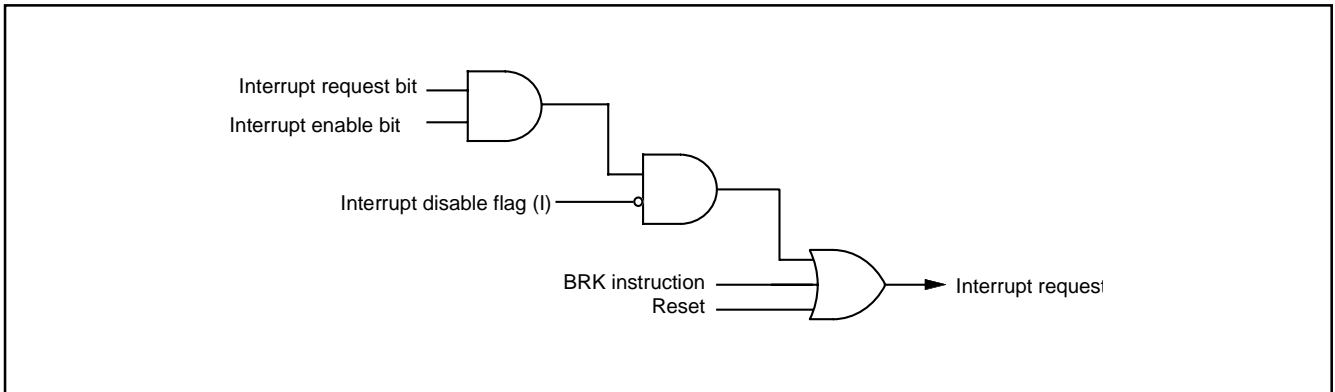 Interrupt request bit
Interrupt enable bit
Interrupt disable flag (I)
BRK instruction
Reset
Interrupt request